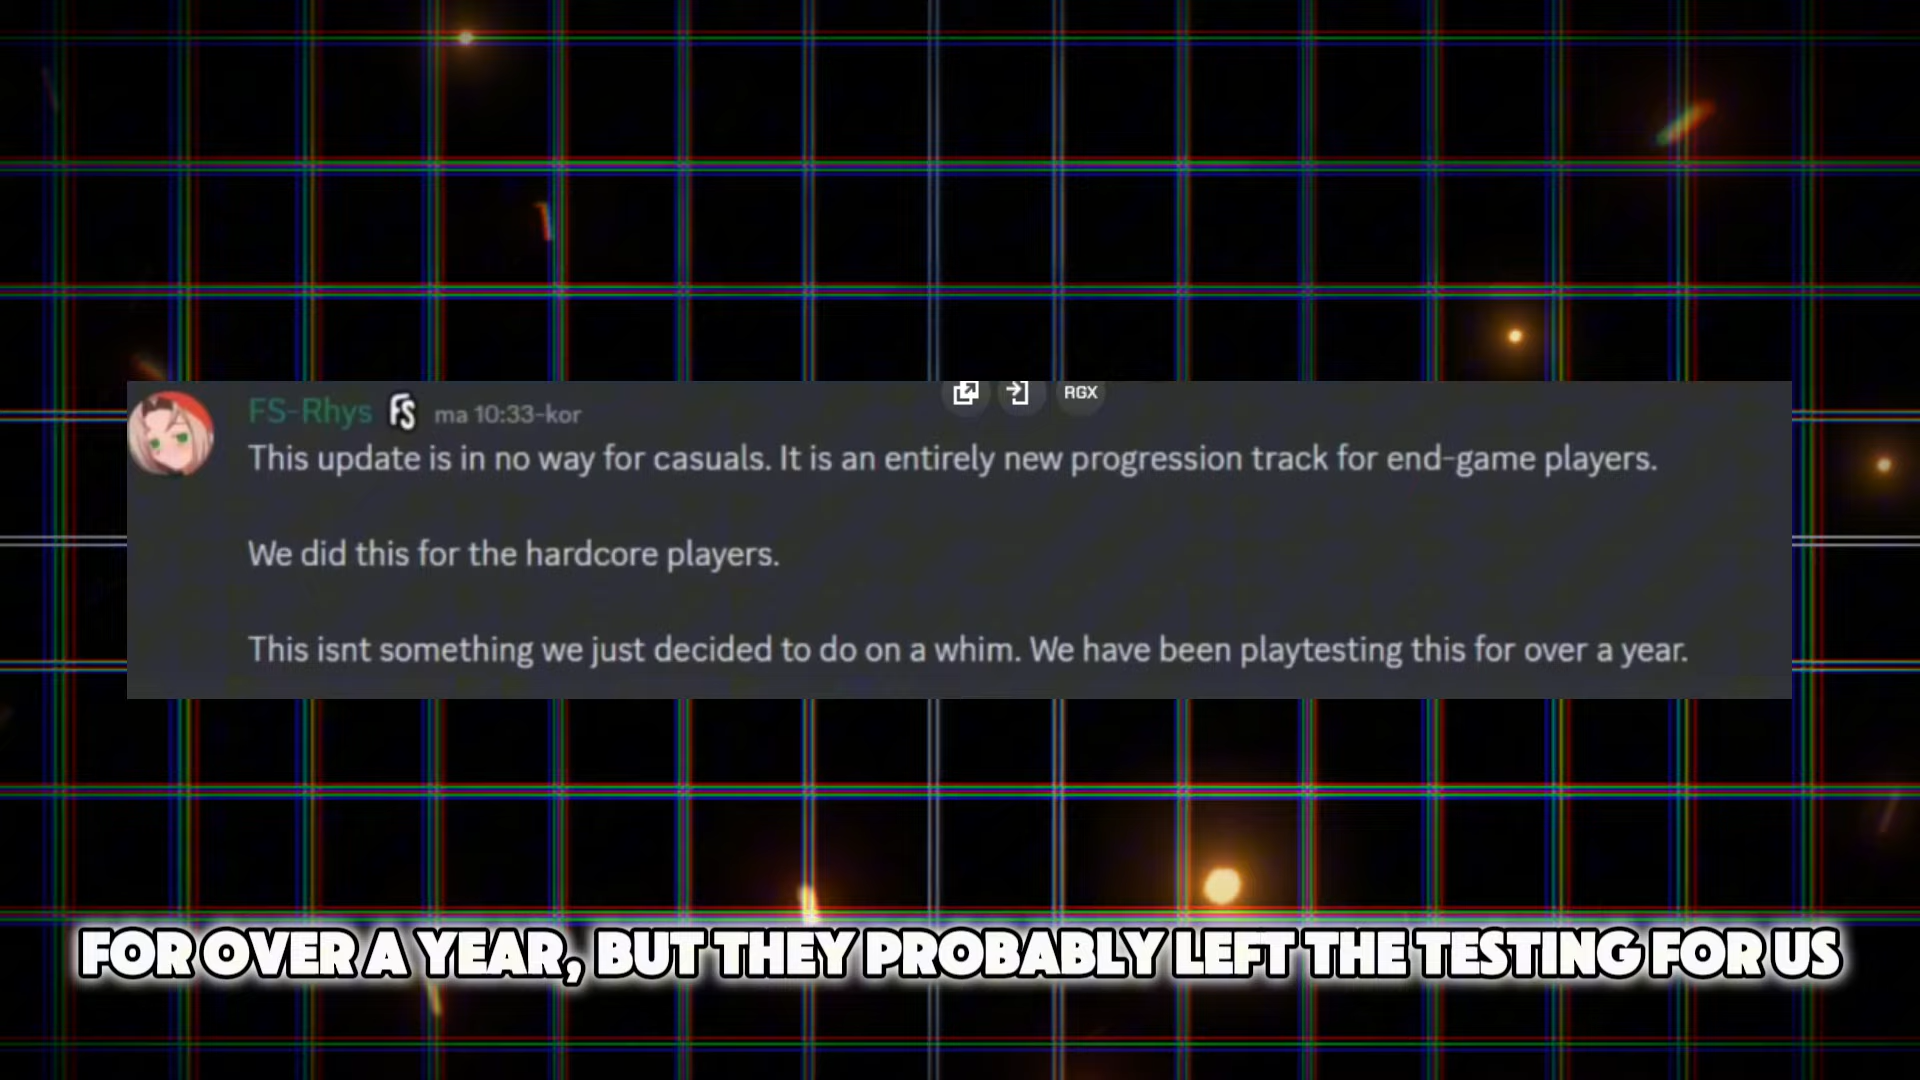 RGX
FS-Rhys FS ma 10:33-kor
This update is in no way for casuals. It is an entirely new progression track for end-game players.
We did this for the hardcore players.
This isnt something we just decided to do on a whim. We have been playtesting this for over a year.
FOR OVER A YEAR, BUT THEY PROBABLY LEFT THE TESTING FOR US